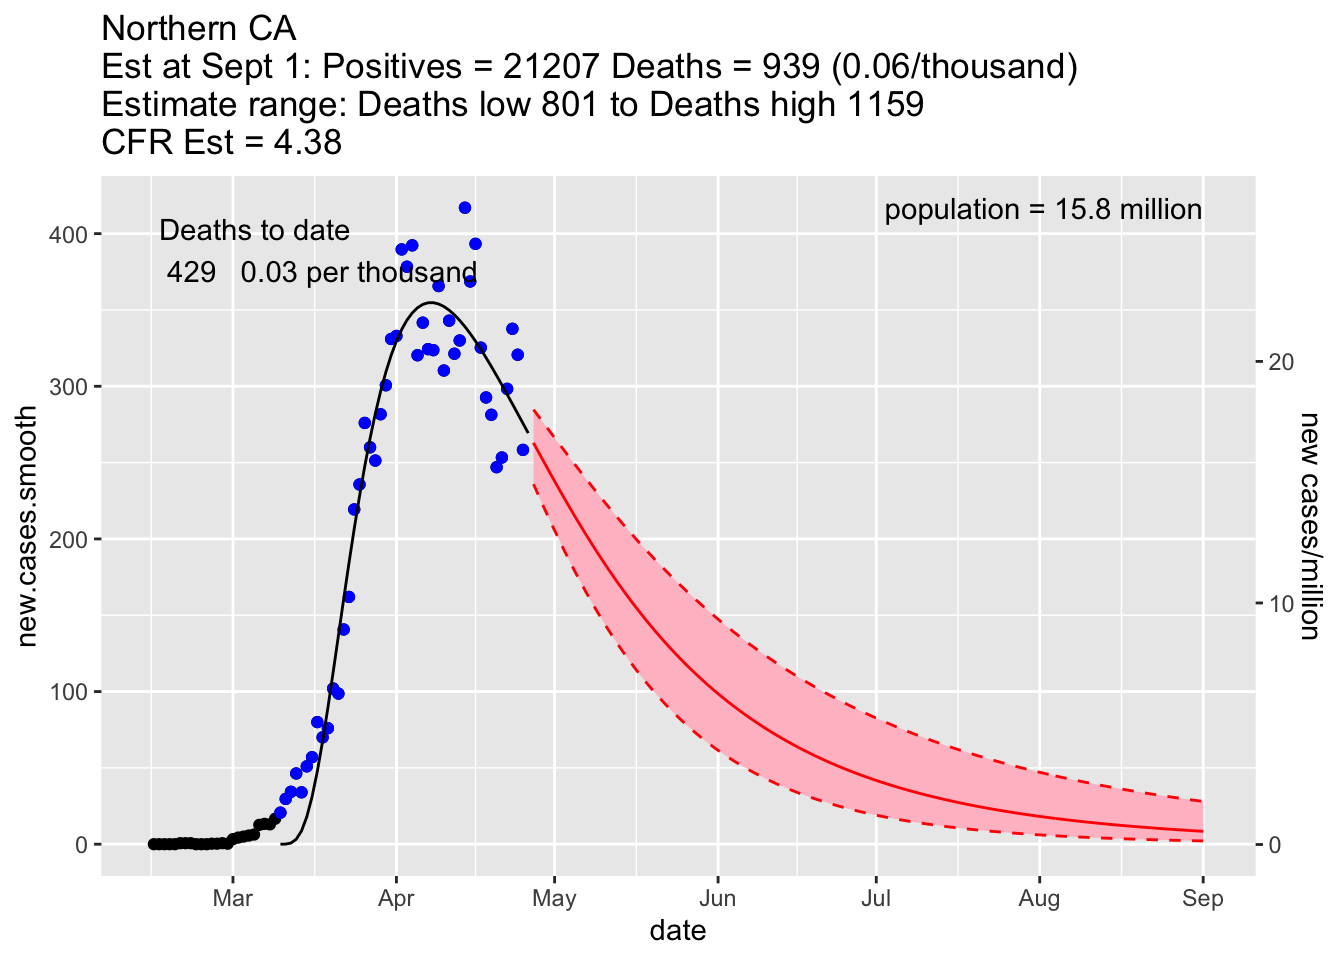 Northern CA
Est at Sept 1: Positives = 21207 Deaths = 939 (0.06/thousand)
Estimate range: Deaths low 801 to Deaths high 1159
CFR Est = 4.38
population = 15.8 million
Deaths to date
429 0.03 per thousand
new.cases.smooth
400
300
200
100
0
new cases/million
20
10
0
Mar Apr May Jun Jul Aug Sep
date